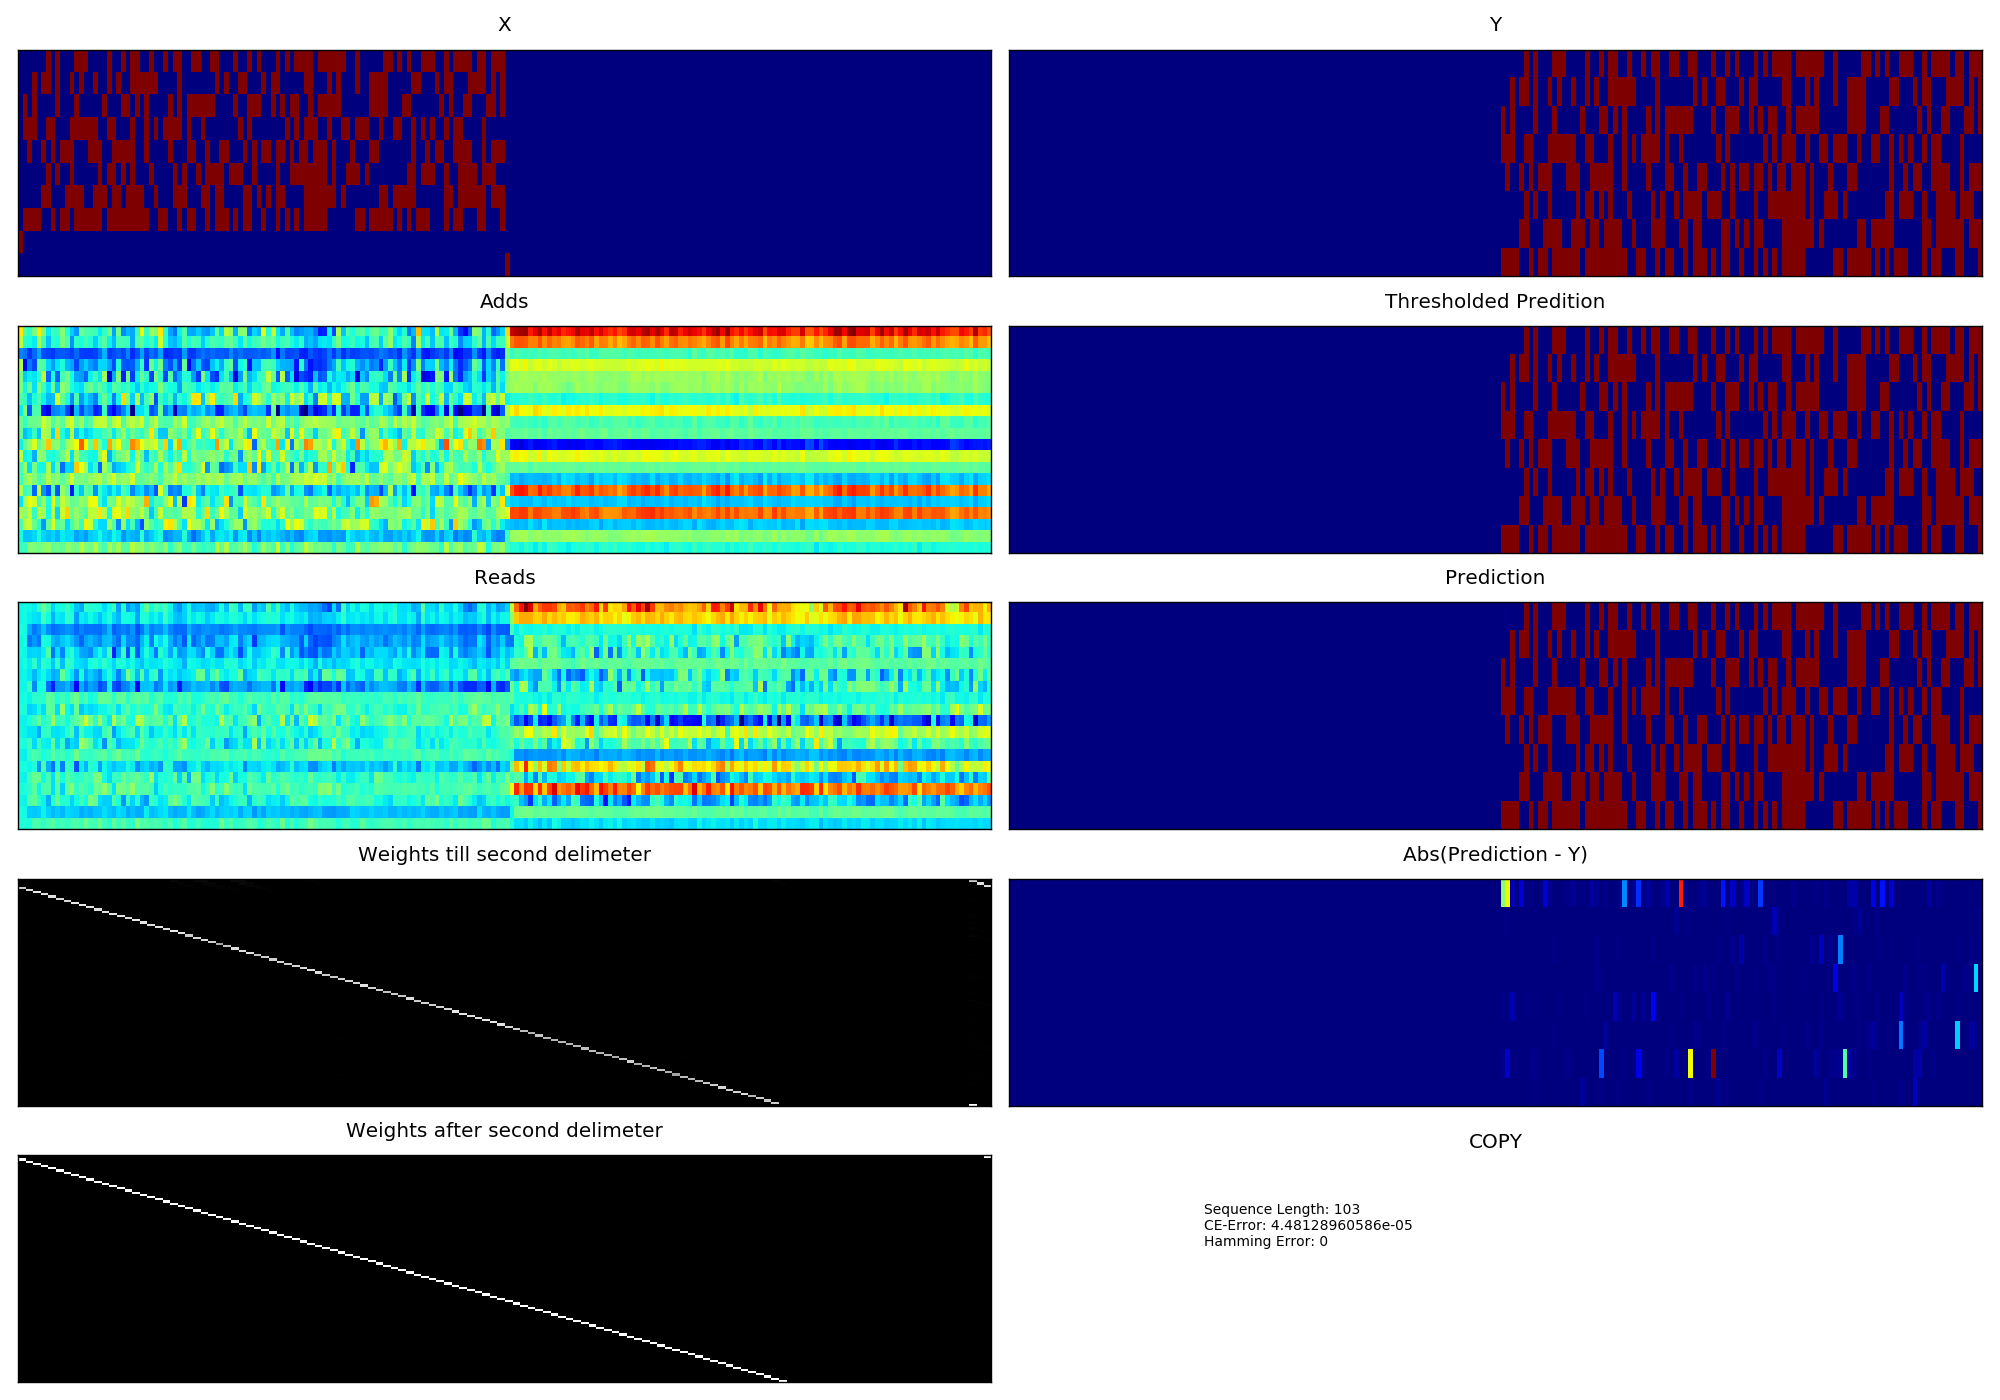 X
Y
Adds
Thresholded Predition
Reads
Prediction
Weights till second delimeter
Abs(Prediction - Y)
Weights after second delimeter
COPY
Sequence Length: 103
CE-Error: 4.48128960586e-05
Hamming Error: 0